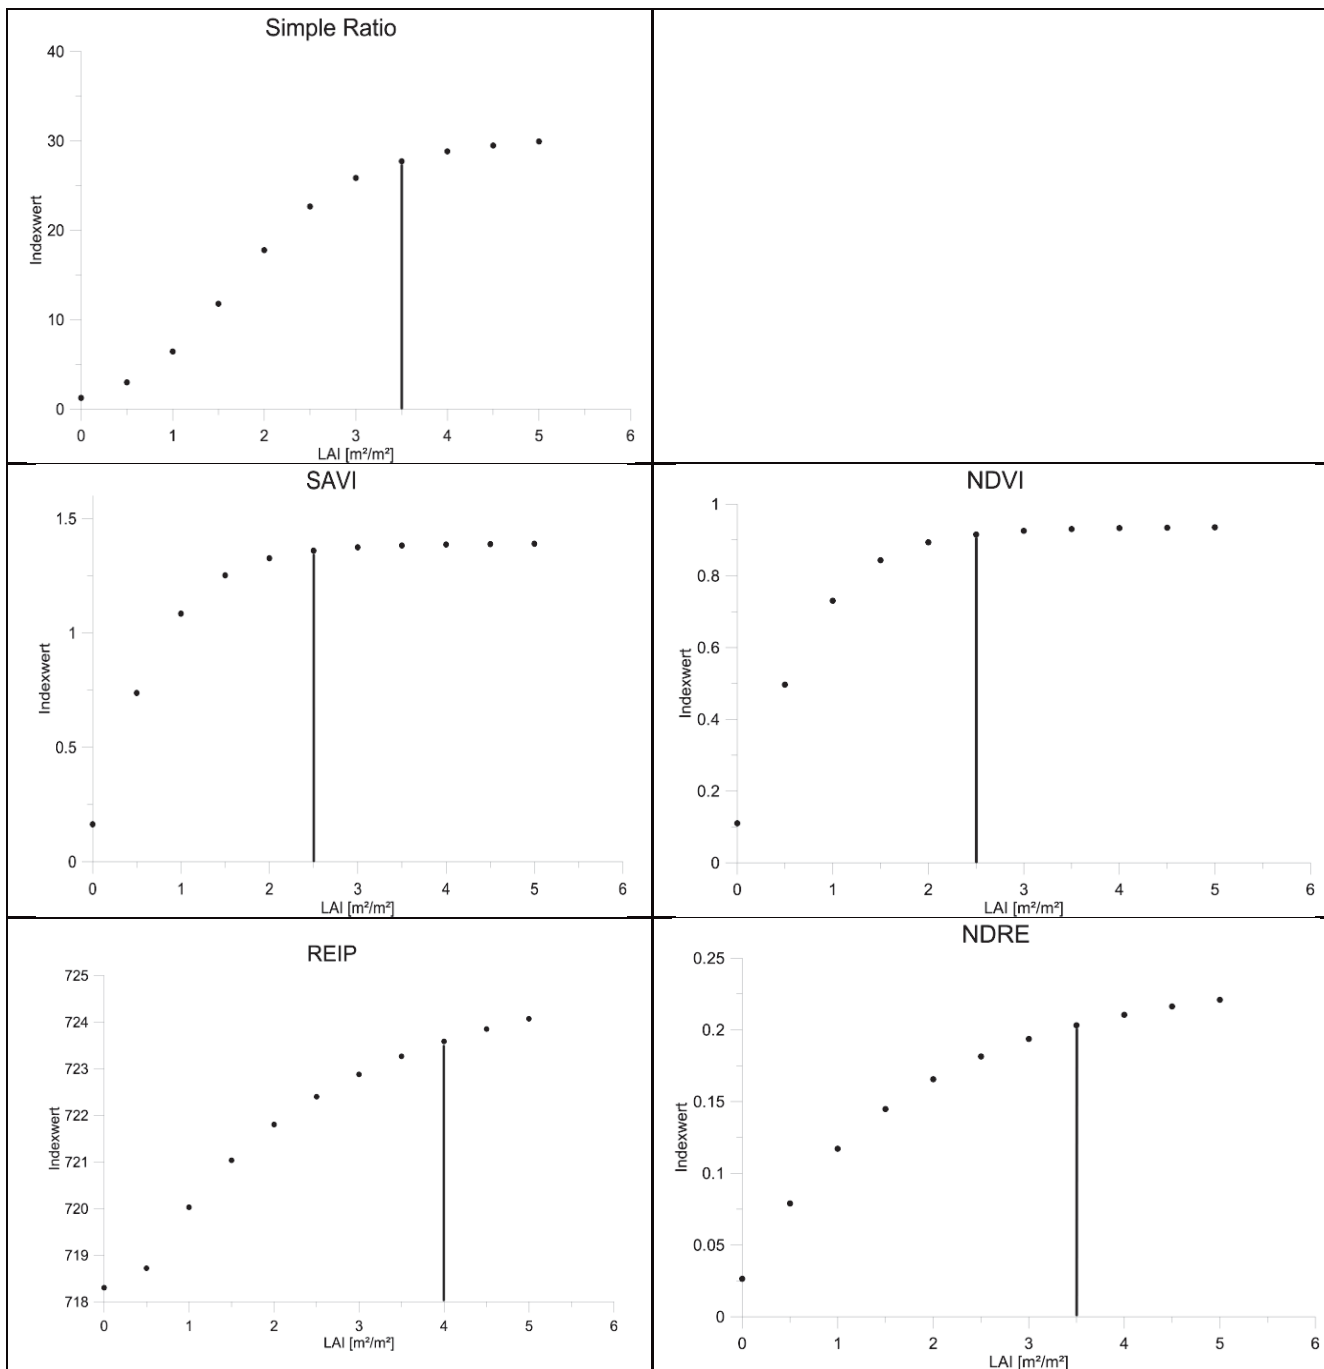 Simple Ratio
40
30
20
10
0
Indexwert
0 1 2 3 4 5 6
LAI [m²/m²]
SAVI
1.5
1
0.5
0
Indexwert
0 1 2 3 4 5 6
LAI [m²/m²]
NDVI
1
0.8
0.6
0.4
0.2
0
Indexwert
0 1 2 3 4 5 6
LAI [m²/m²]
REIP
725
724
723
722
721
720
719
718
Indexwert
0 1 2 3 4 5 6
LAI [m²/m²]
NDRE
0.25
0.2
0.15
0.1
0.05
0
Indexwert
0 1 2 3 4 5 6
LAI [m²/m²]